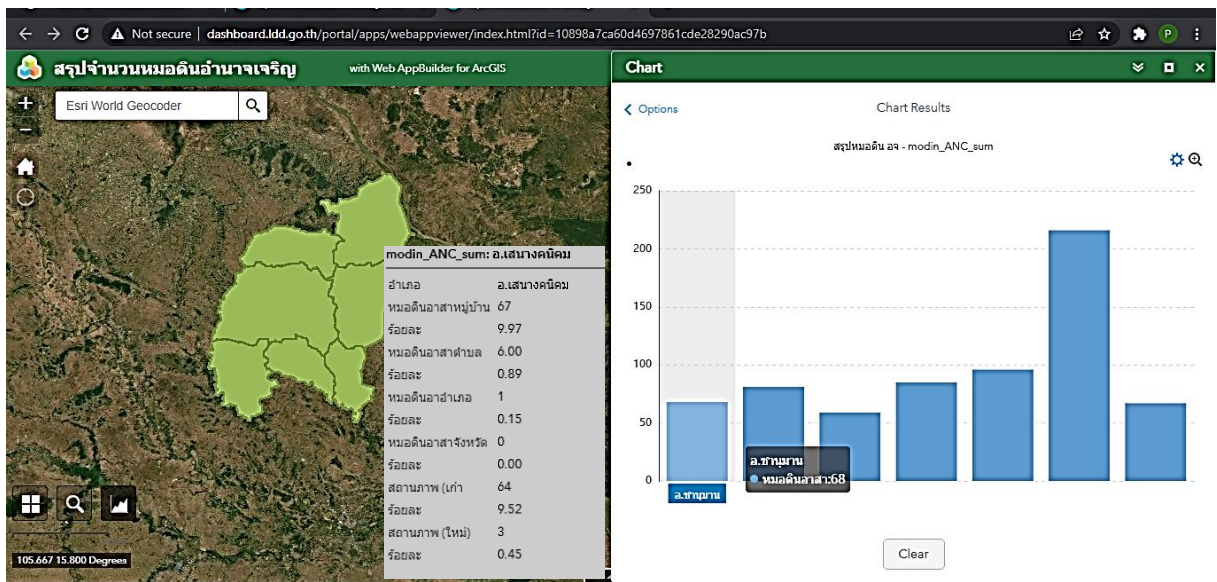 Not secure | dashboard.ldd.go.th/portal/apps/webappviewer/index.html?id=10898a7ca60d4697861cde28290ac97b
P
สรุปจำนวนหมอดินอำนาจเจริญ with Web AppBuilder for ArcGIS
Esri World Geocoder
modin_ANC_sum: อ.เสนางคนิคม
อำเภอ อ.เสนางคนิคม
หมอดินอาสาหมู่บ้าน 67
ร้อยละ 9.97
หมอดินอาสาตำบล 6.00
ร้อยละ 0.89
หมอดินอาอำเภอ 1
ร้อยละ 0.15
หมอดินอาสาจังหวัด 0
ร้อยละ 0.00
สถานภาพ (เก่า 64
ร้อยละ 9.52
สถานภาพ (ใหม่) 3
ร้อยละ 0.45
105.667 15.800 Degrees
Chart
Options
Chart Results
สรุปหมอดิน อจ - modin_ANC_sum
250
200
150
100
50
0
อ.ชานุมาน
หมอดินอาสา:68
อ.ชานุมาน
Clear